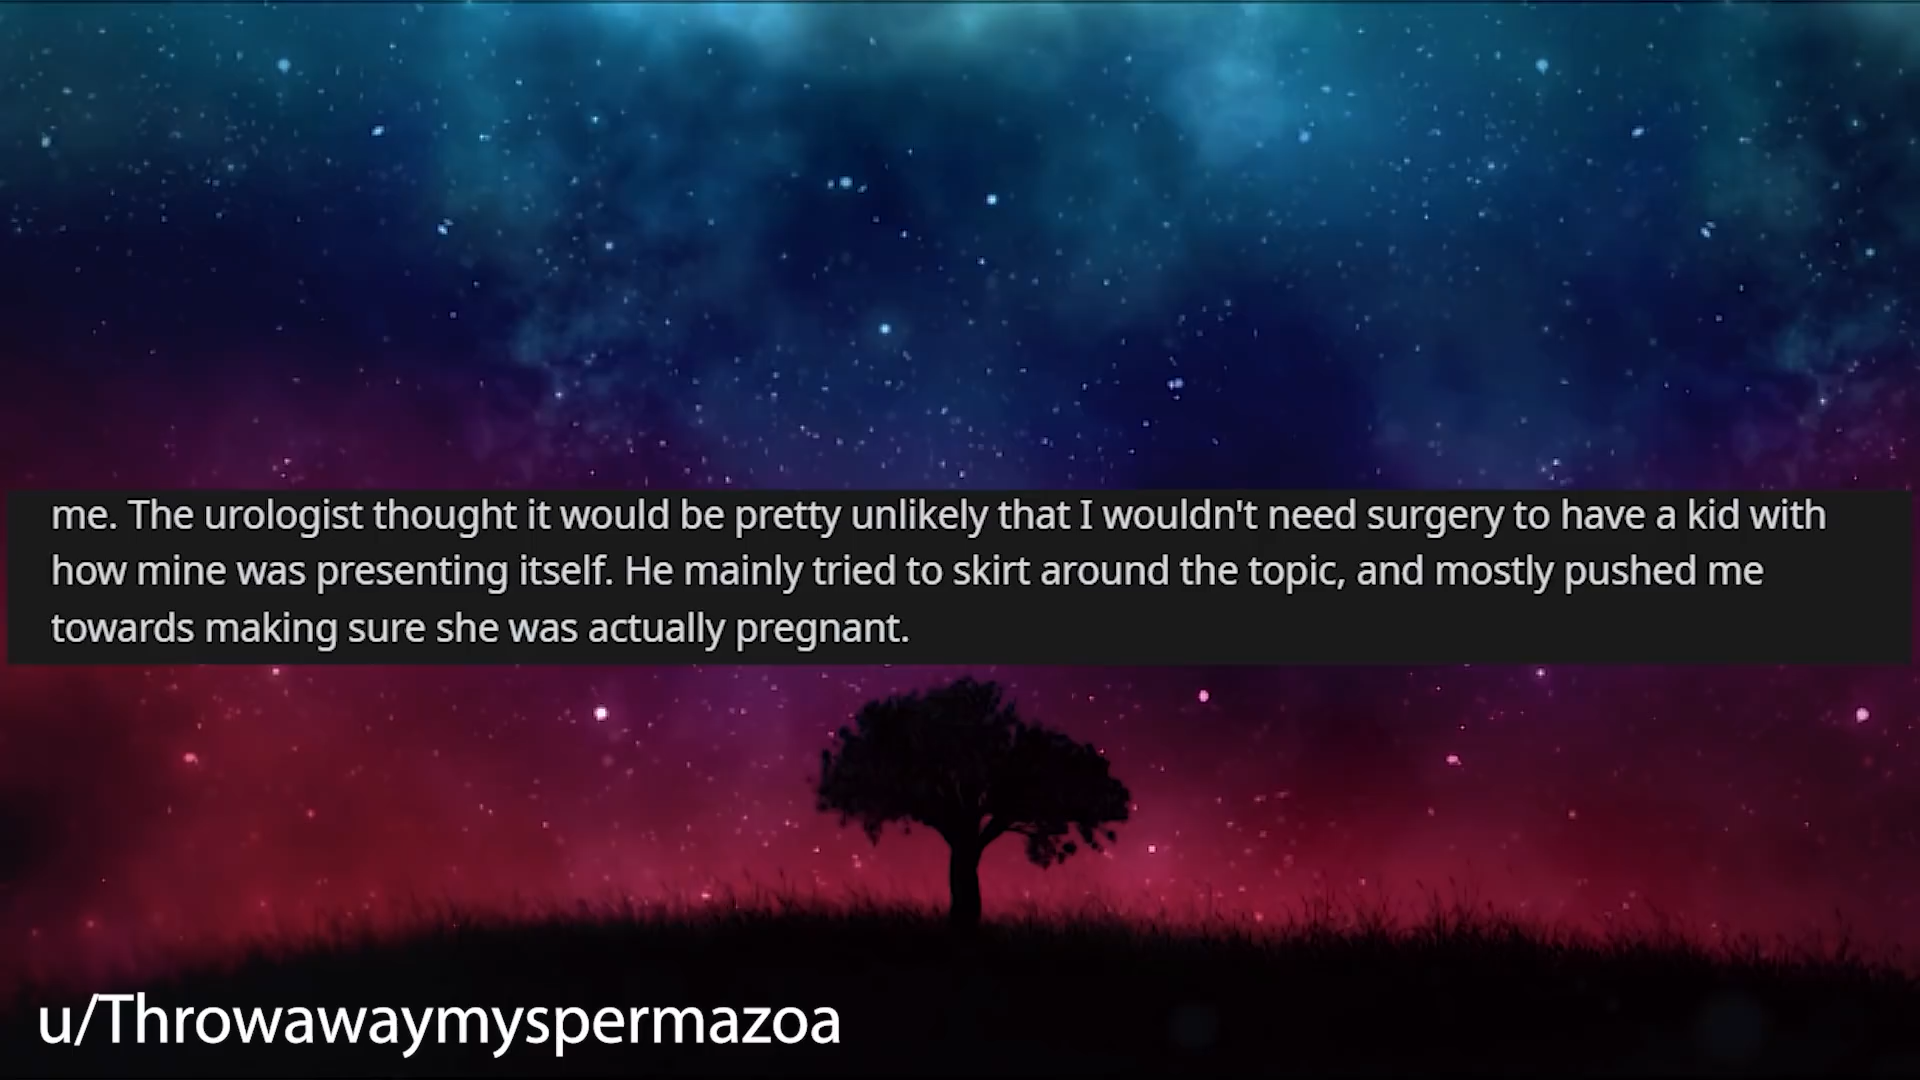 me. The urologist thought it would be pretty unlikely that I wouldn't need surgery to have a kid with
how mine was presenting itself. He mainly tried to skirt around the topic, and mostly pushed me
towards making sure she was actually pregnant.
u/Throwawaymyspermazoa